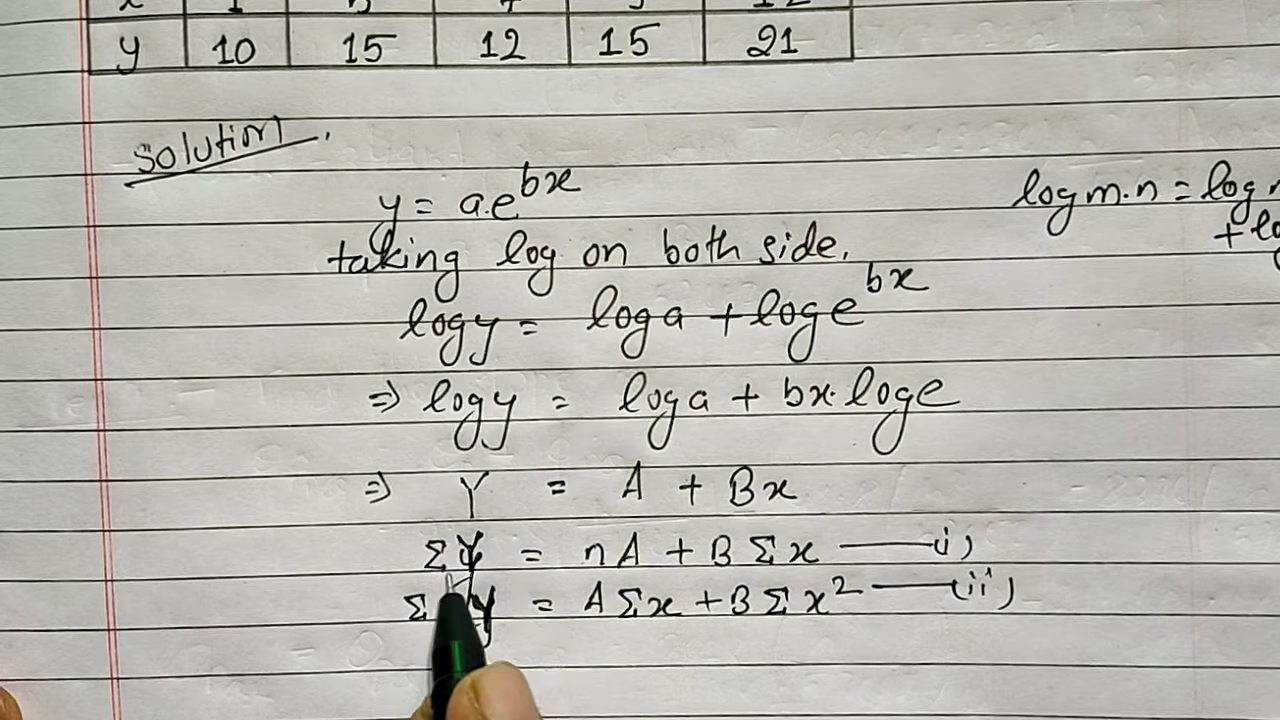 y 10 15 12 15 21
Solution.
y = a.e^bx
taking log on both side.
log y = log a + log e^bx
log m.n = log
+ lo
⇒ log y = log a + bx. log e
⇒ Y = A + Bx
ΣY = nA + BΣx —— i)
Σ y = AΣx + BΣx² —— (ii)